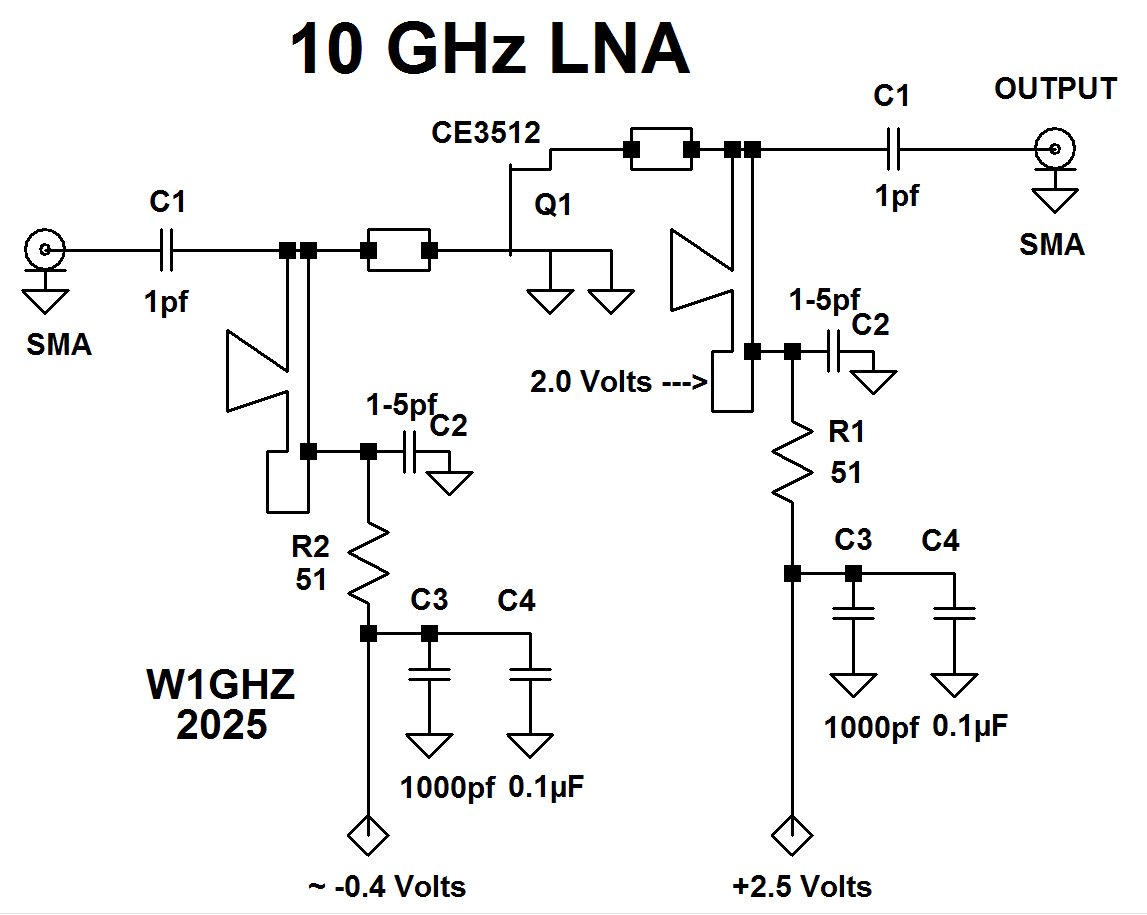 10 GHz LNA
C1
OUTPUT
CE3512
Q1
1pf
SMA
C1
1pf
SMA
1-5pf
C2
2.0 Volts --->
R1
51
1-5pf
C2
R2
51
C3
C4
1000pf
0.1µF
C3
C4
1000pf
0.1µF
W1GHZ
2025
~ -0.4 Volts
+2.5 Volts